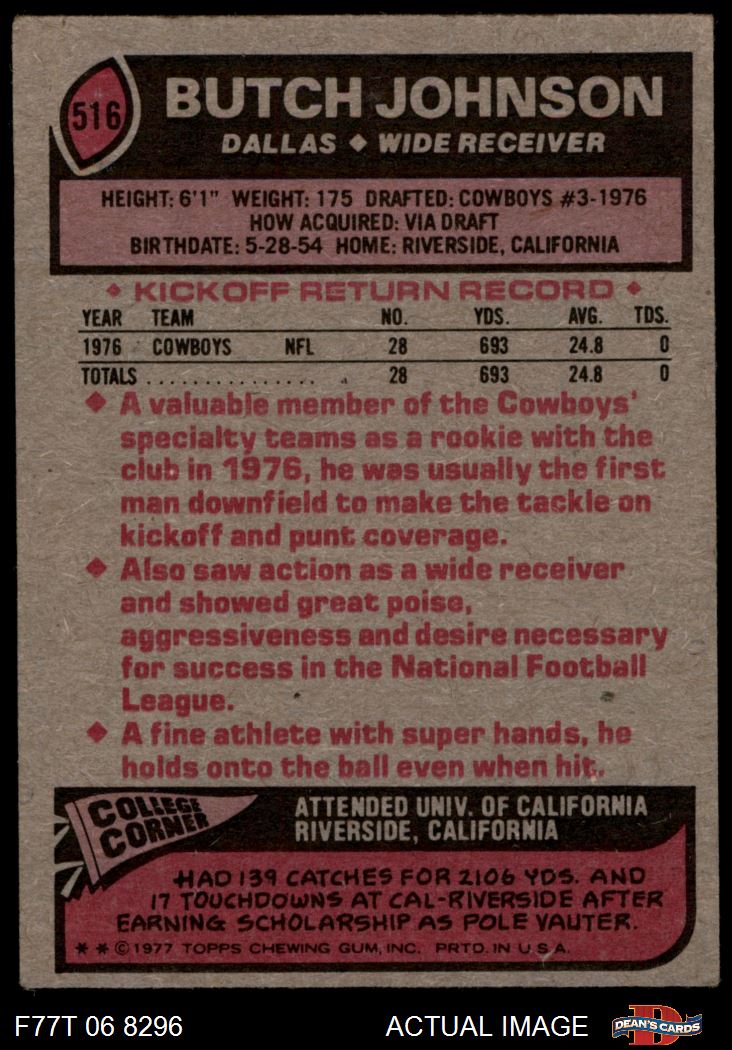 516
BUTCH JOHNSON
DALLAS ♦ WIDE RECEIVER
HEIGHT: 6'1" WEIGHT: 175 DRAFTED: COWBOYS #3-1976
HOW ACQUIRED: VIA DRAFT
BIRTHDATE: 5-28-54 HOME: RIVERSIDE, CALIFORNIA
♦ KICKOFF RETURN RECORD ♦
YEAR TEAM NO. YDS. AVG. TDS.
1976 COWBOYS NFL 28 693 24.8 0
TOTALS ................ 28 693 24.8 0
♦ A valuable member of the Cowboys'
specialty teams as a rookie with the
club in 1976, he was usually the first
man downfield to make the tackle on
kickoff and punt coverage.
♦ Also saw action as a wide receiver
and showed great poise,
aggressiveness and desire necessary
for success in the National Football
League.
♦ A fine athlete with super hands, he
holds onto the ball even when hit.
COLLEGE
CORNER
ATTENDED UNIV. OF CALIFORNIA
RIVERSIDE, CALIFORNIA
HAD 139 CATCHES FOR 2106 YDS. AND
17 TOUCHDOWNS AT CAL-RIVERSIDE AFTER
EARNING SCHOLARSHIP AS POLE VAUTER.
* * © 1977 TOPPS CHEWING GUM, INC. PRTD. IN U.S.A.
F77T 06 8296
ACTUAL IMAGE
DEAN'S CARDS